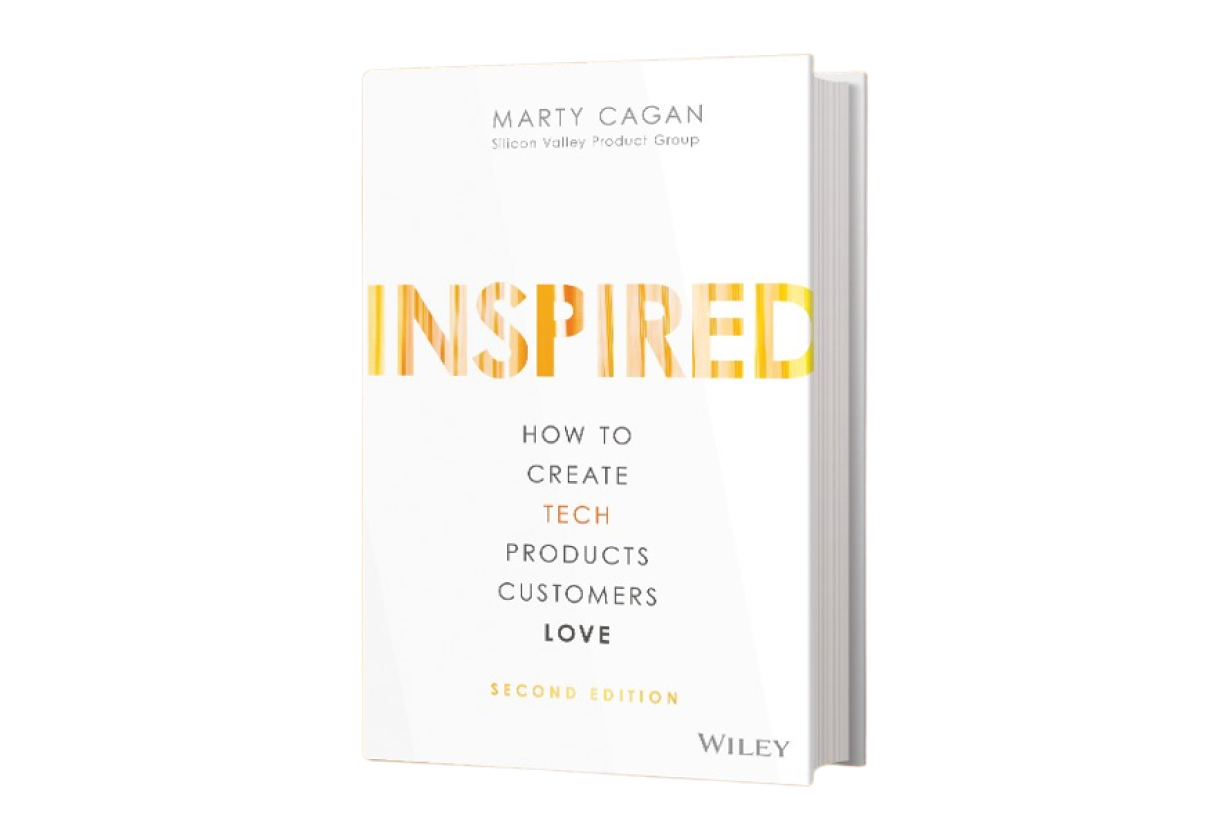 MARTY CAGAN
Silicon Valley Product Group
INSPIRED
HOW TO
CREATE
TECH
PRODUCTS
CUSTOMERS
LOVE
SECOND EDITION
WILEY